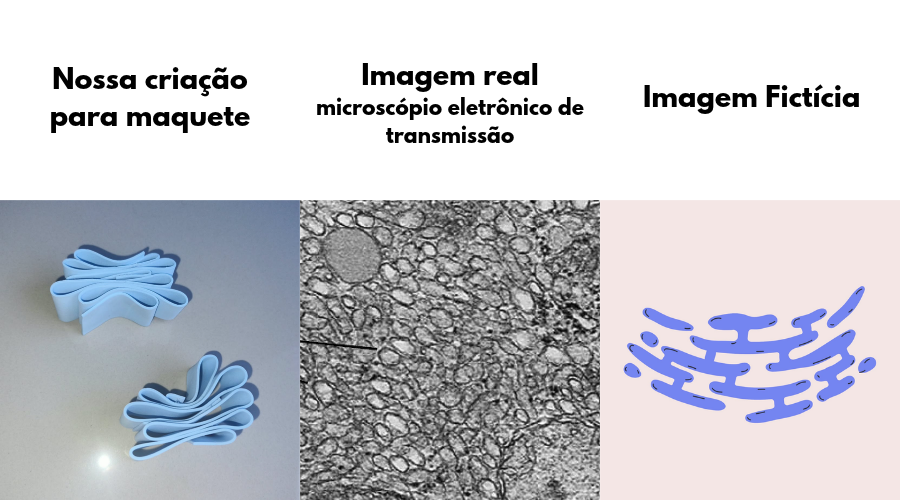 Nossa criação
para maquete
Imagem real
microscópio eletrônico de
transmissão
Imagem Fictícia